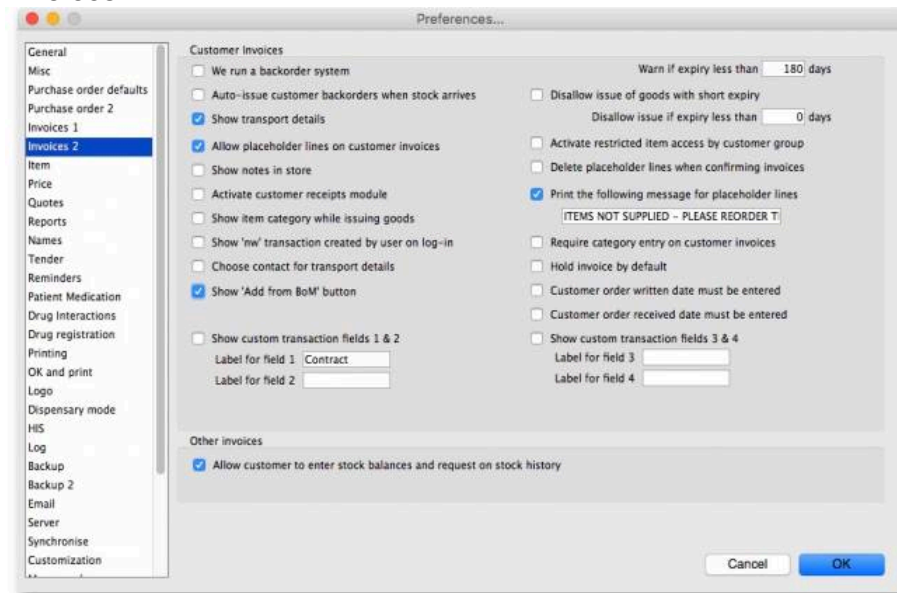 Preferences...
General
Misc
Purchase order defaults
Purchase order 2
Invoices 1
Invoices 2
Item
Price
Quotes
Reports
Names
Tender
Reminders
Patient Medication
Drug Interactions
Drug registration
Printing
OK and print
Logo
Dispensary mode
HIS
Log
Backup
Backup 2
Email
Server
Synchronise
Customization
Customer Invoices
We run a backorder system
Auto-issue customer backorders when stock arrives
Show transport details
Allow placeholder lines on customer invoices
Show notes in store
Activate customer receipts module
Show item category while issuing goods
Show 'nw' transaction created by user on log-in
Choose contact for transport details
Show 'Add from BoM' button
Show custom transaction fields 1 & 2
Label for field 1 Contract
Label for field 2
Warn if expiry less than 180 days
Disallow issue of goods with short expiry
Disallow issue if expiry less than 0 days
Activate restricted item access by customer group
Delete placeholder lines when confirming invoices
Print the following message for placeholder lines
ITEMS NOT SUPPLIED - PLEASE REORDER
Require category entry on customer invoices
Hold invoice by default
Customer order written date must be entered
Customer order received date must be entered
Show custom transaction fields 3 & 4
Label for field 3
Label for field 4
Other invoices
Allow customer to enter stock balances and request on stock history
Cancel
OK